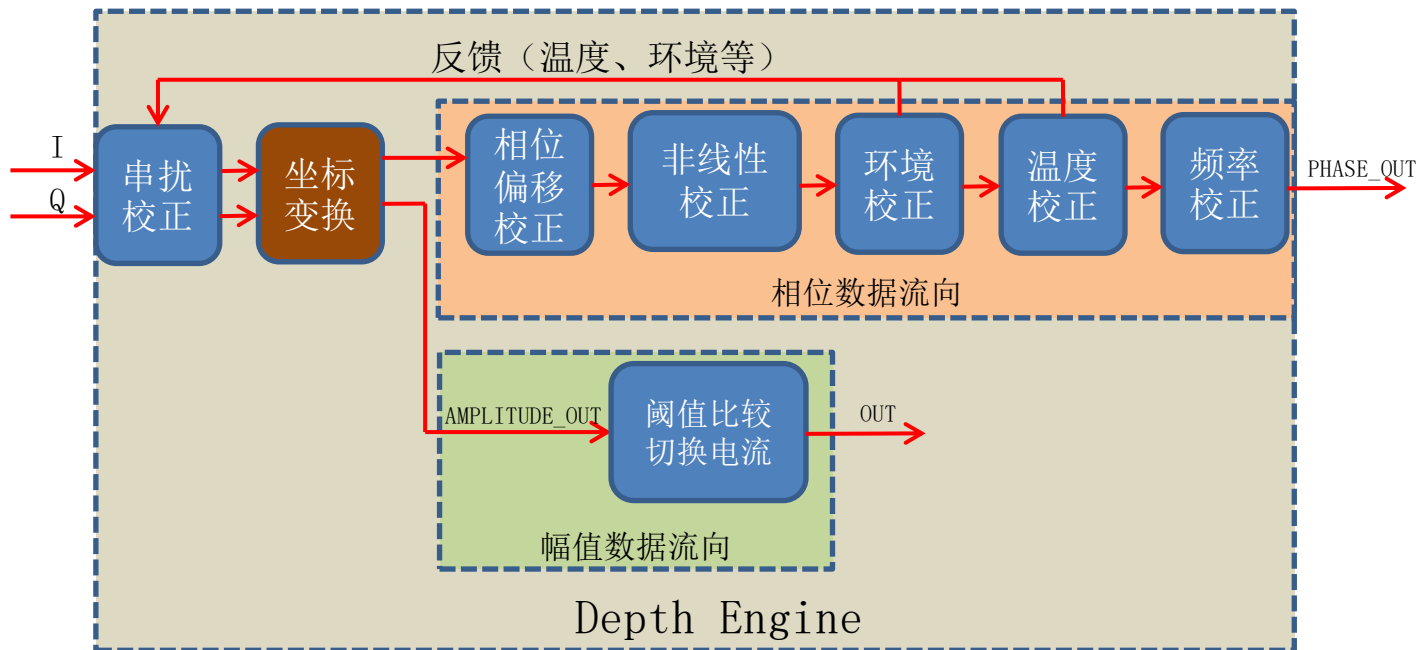 反馈（温度、环境等）
I
Q
串扰
校正
坐标
变换
相位
偏移
校正
非线性
校正
环境
校正
温度
校正
频率
校正
PHASE_OUT
相位数据流向
AMPLITUDE_OUT
阈值比较
切换电流
OUT
幅值数据流向
Depth Engine